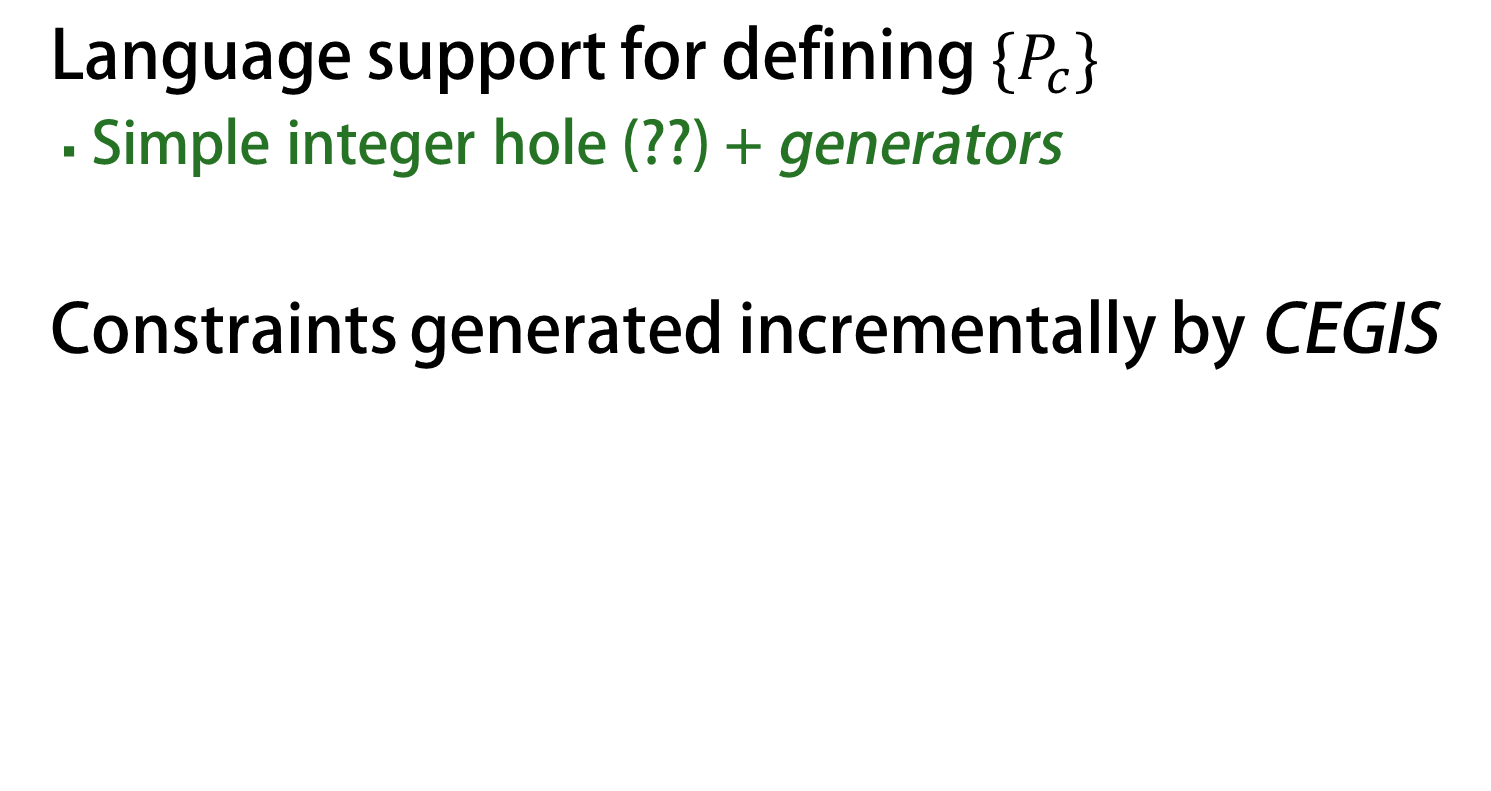 Language support for defining {P_c}
▪ Simple integer hole (??) + generators
Constraints generated incrementally by CEGIS